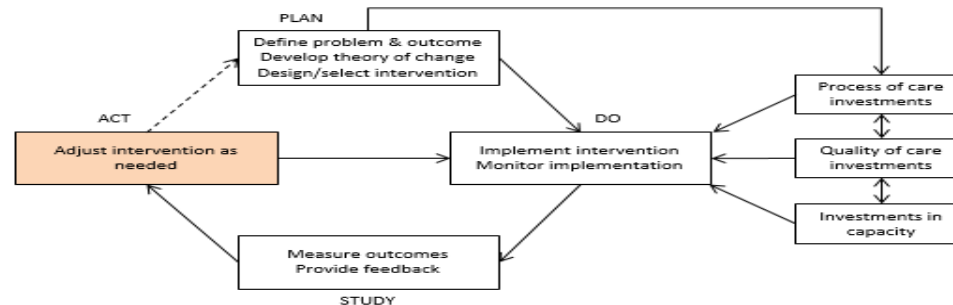 PLAN
Define problem & outcome
Develop theory of change
Design/select intervention
Process of care
investments
ACT
DO
Adjust intervention as
needed
Implement intervention
Monitor implementation
Quality of care
investments
Investments in
capacity
Measure outcomes
Provide feedback
STUDY